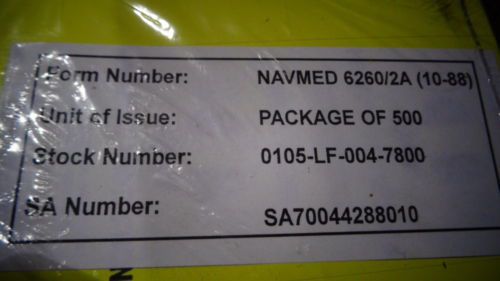 Form Number: NAVMED 6260/2A (10-88)
Unit of Issue: PACKAGE OF 500
Stock Number: 0105-LF-004-7800
SA Number: SA70044288010
N